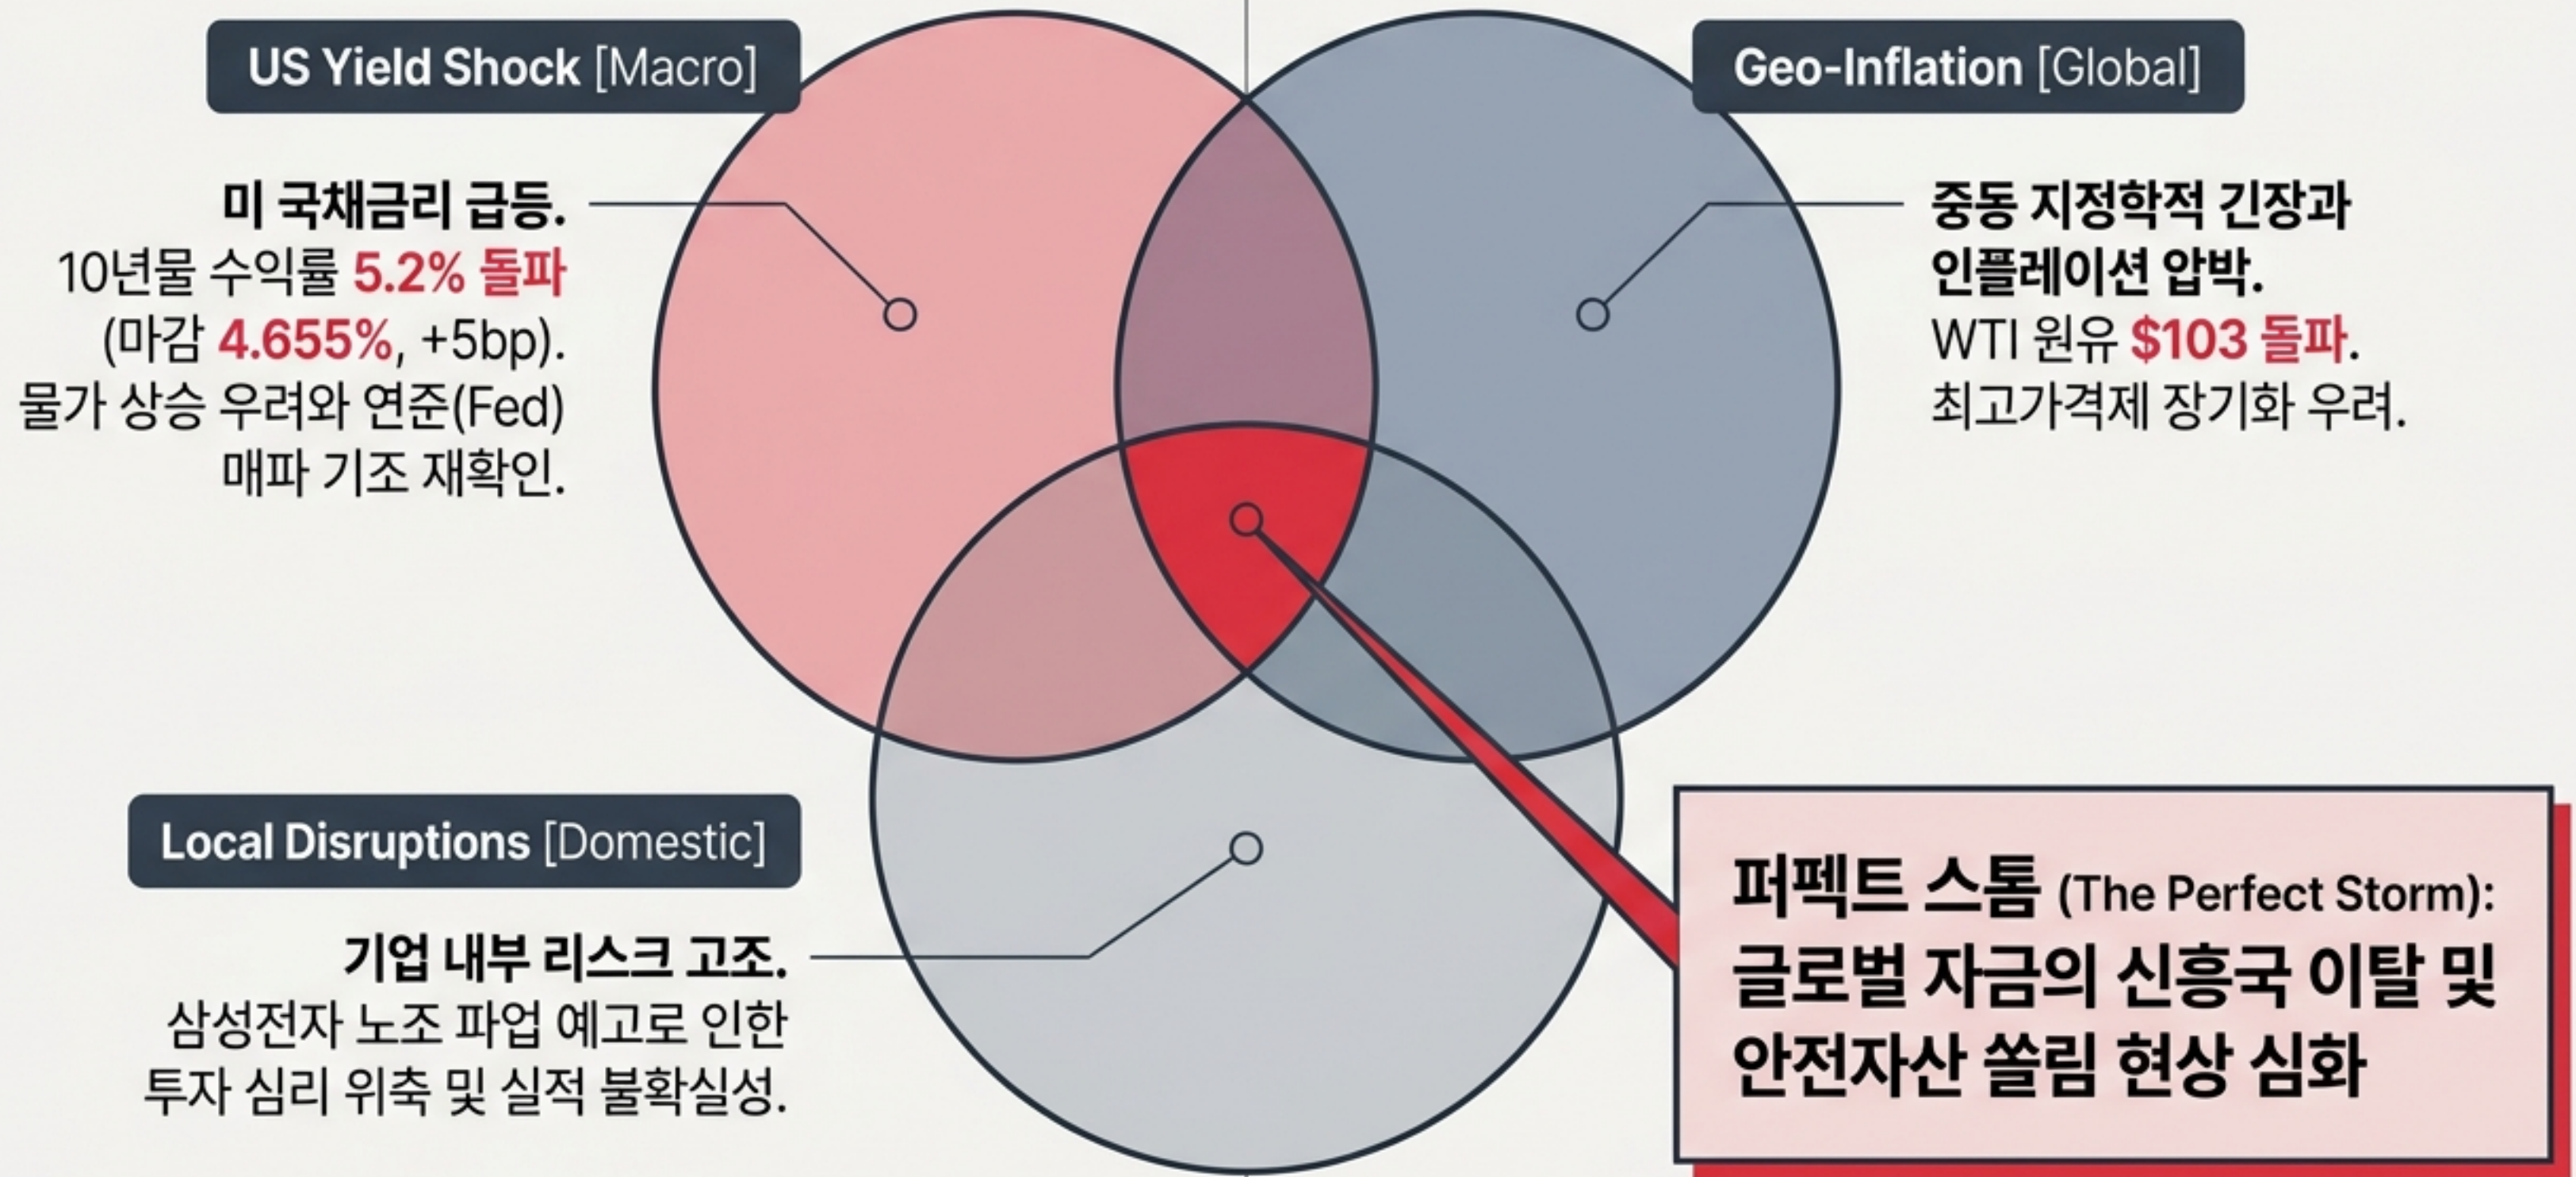 US Yield Shock [Macro]
미 국채금리 급등.
10년물 수익률 5.2% 돌파
(마감 4.655%, +5bp).
물가 상승 우려와 연준(Fed)
매파 기조 재확인.
Geo-Inflation [Global]
중동 지정학적 긴장과
인플레이션 압박.
WTI 원유 $103 돌파.
최고가격제 장기화 우려.
Local Disruptions [Domestic]
기업 내부 리스크 고조.
삼성전자 노조 파업 예고로 인한
투자 심리 위축 및 실적 불확실성.
퍼펙트 스톰 (The Perfect Storm):
글로벌 자금의 신흥국 이탈 및
안전자산 쏠림 현상 심화